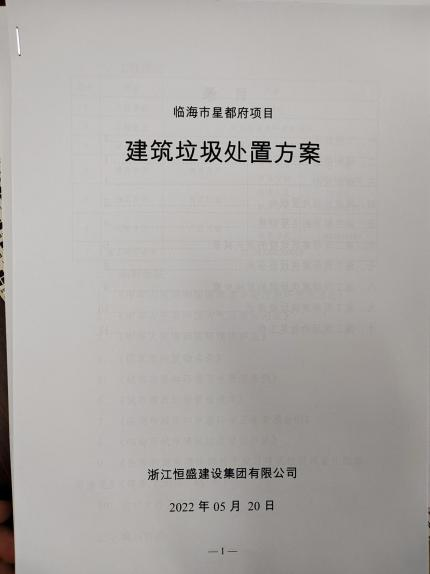 临海市星都府项目
建筑垃圾处置方案
浙江恒盛建设集团有限公司
2022 年 05 月 20 日
—1—